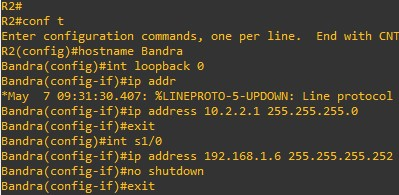 R2#
R2#conf t
Enter configuration commands, one per line.  End with CNT
R2(config)#hostname Bandra
Bandra(config)#int loopback 0
Bandra(config-if)#ip addr
*May  7 09:31:30.407: %LINEPROTO-5-UPDOWN: Line protocol
Bandra(config-if)#ip address 10.2.2.1 255.255.255.0
Bandra(config-if)#exit
Bandra(config)#int s1/0
Bandra(config-if)#ip address 192.168.1.6 255.255.255.252
Bandra(config-if)#no shutdown
Bandra(config-if)#exit